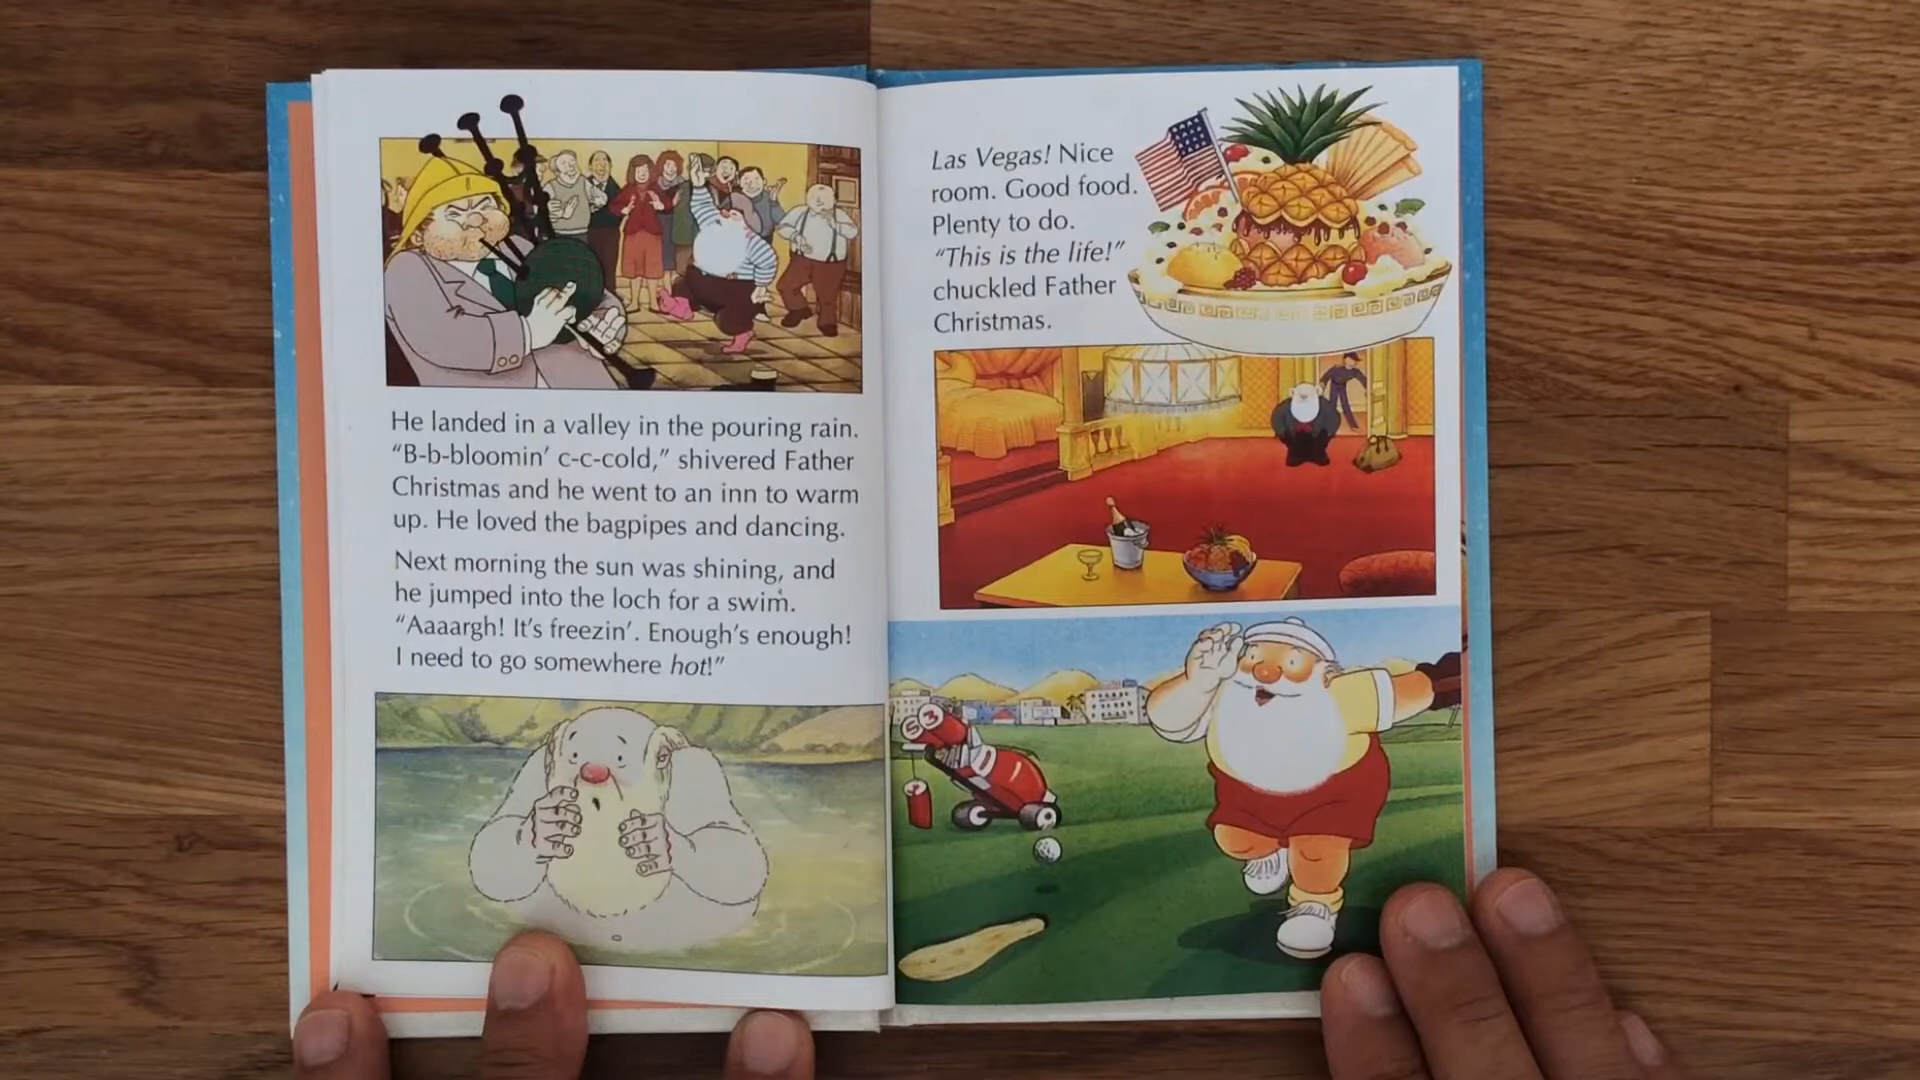 He landed in a valley in the pouring rain.
“B-b-bloomin’ c-c-cold,” shivered Father
Christmas and he went to an inn to warm
up. He loved the bagpipes and dancing.
Next morning the sun was shining, and
he jumped into the loch for a swim.
“Aaaargh! It’s freezin’. Enough’s enough!
I need to go somewhere hot!”
Las Vegas! Nice
room. Good food.
Plenty to do.
“This is the life!”
chuckled Father
Christmas.